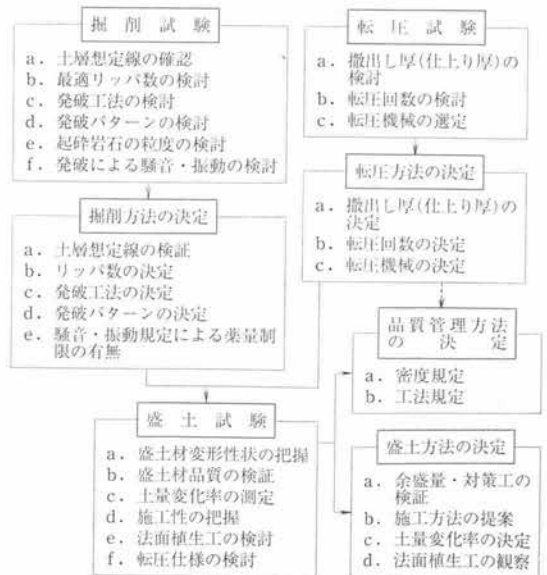 掘削試験
a. 土層想定線の確認
b. 最適リッパ数の検討
c. 発破工法の検討
d. 発破パターンの検討
e. 起砕岩石の粒度の検討
f. 発破による騒音・振動の検討
掘削方法の決定
a. 土層想定線の検証
b. リッパ数の決定
c. 発破工法の決定
d. 発破パターンの決定
e. 騒音・振動規定による薬量制
限の有無
転圧試験
a. 撒出し厚(仕上り厚)の
検討
b. 転圧回数の検討
c. 転圧機械の選定
転圧方法の決定
a. 撒出し厚(仕上り厚)の
決定
b. 転圧回数の決定
c. 転圧機械の決定
盛土試験
a. 盛土材変形性状の把握
b. 盛土材品質の検証
c. 土量変化率の測定
d. 施工性の把握
e. 法面植生工の検討
f. 転圧仕様の検討
品質管理方法
の決定
a. 密度規定
b. 工法規定
盛土方法の決定
a. 余盛量・対策工の
検証
b. 施工方法の提案
c. 土量変化率の決定
d. 法面植生工の観察